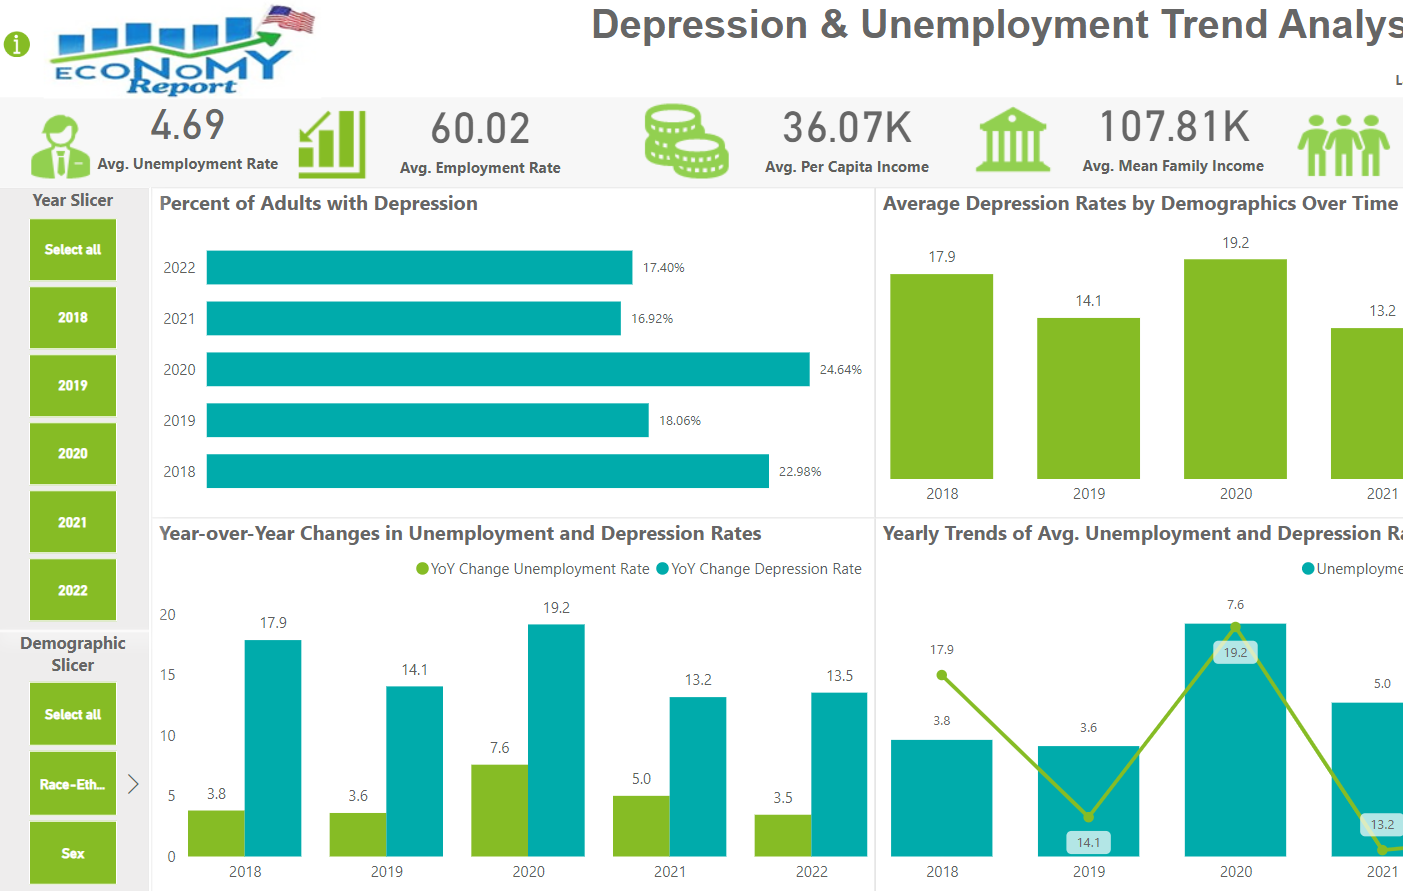 Depression & Unemployment Trend Analys
ECONOMY
Report
L
4.69
Avg. Unemployment Rate
60.02
Avg. Employment Rate
36.07K
Avg. Per Capita Income
107.81K
Avg. Mean Family Income
Year Slicer
Select all
2018
2019
2020
2021
2022
Demographic
Slicer
Select all
Race-Eth...
Sex
Percent of Adults with Depression
2022 17.40%
2021 16.92%
2020 24.64%
2019 18.06%
2018 22.98%
Average Depression Rates by Demographics Over Time
17.9 14.1 19.2 13.2
2018 2019 2020 2021
Year-over-Year Changes in Unemployment and Depression Rates
YoY Change Unemployment Rate YoY Change Depression Rate
20
15
10
5
0
3.8 17.9 3.6 14.1 7.6 19.2 5.0 13.2 3.5 13.5
2018 2019 2020 2021 2022
Yearly Trends of Avg. Unemployment and Depression Ra
Unemployme
17.9 14.1 19.2 13.2
3.8 3.6 7.6 5.0
2018 2019 2020 2021